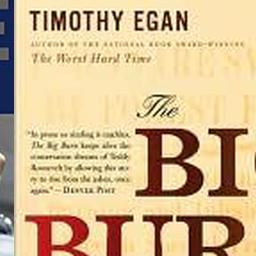 TIMOTHY EGAN
AUTHOR OF THE NATIONAL BOOK AWARD–WINNING
The Worst Hard Time
The
"In prose so sizzling it crackles,
The Big Burn keeps alive the
conservation dream of Teddy
Roosevelt by allowing this sto-
ry to rise from the ashes, once
again." — DENVER POST
BI
BUR